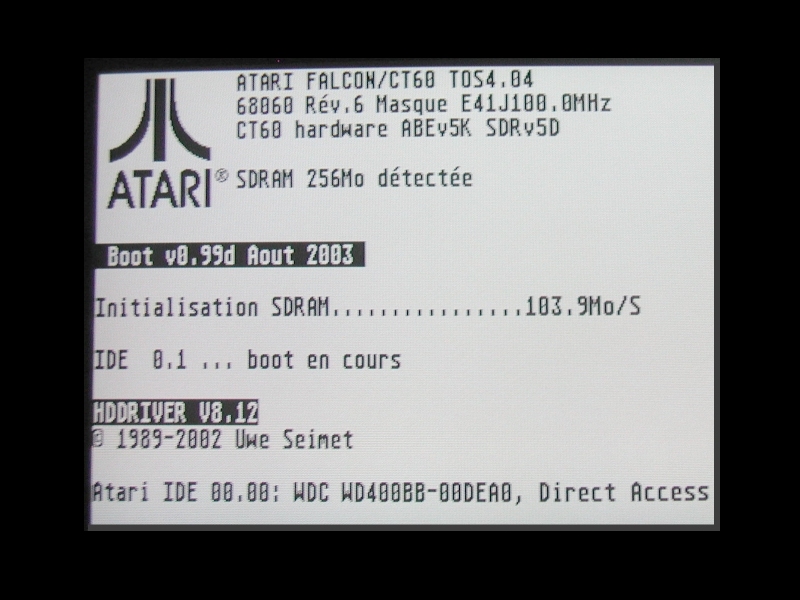 ATARI FALCON/CT60 TOS4.04
68060 Rév.6 Masque E41J100.0MHz
CT60 hardware ABEv5K SDRv5D
ATARI® SDRAM 256Mo détectée
Boot v0.99d Aout 2003
Initialisation SDRAM................103.9Mo/S
IDE 0.1 ... boot en cours
HDDRIVER V8.12
© 1989-2002 Uwe Seimet
Atari IDE 00.00: WDC WD400BB-00DEA0, Direct Access